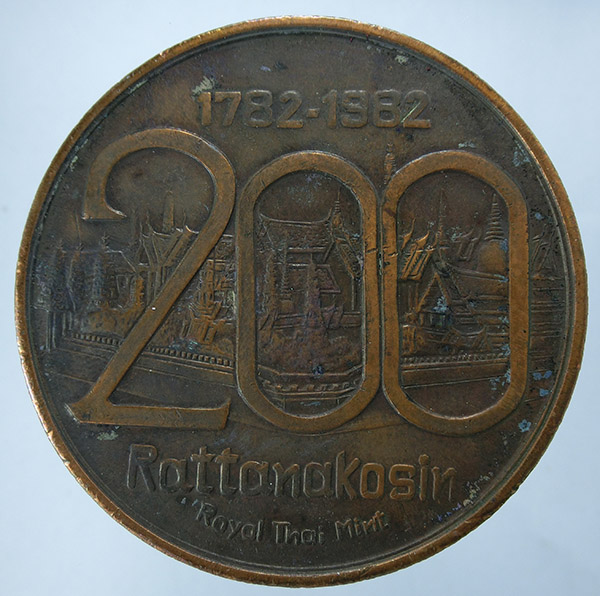 1782-1982
200
Rattanakosin
Royal Thai Mint